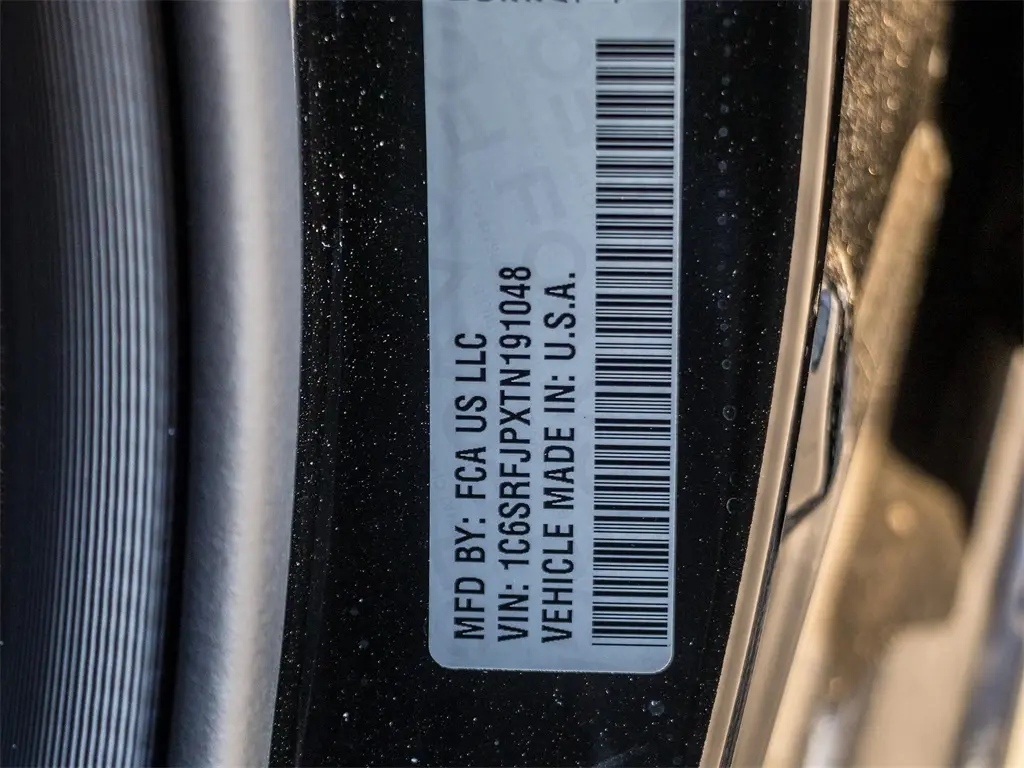 MFD BY: FCA US LLC
VIN: 1C6SRFJPXTN191048
VEHICLE MADE IN: U.S.A.